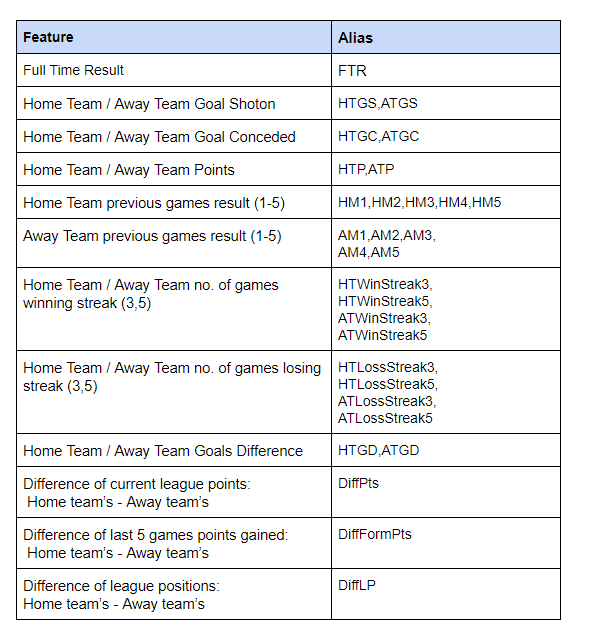 Feature Alias
Full Time Result FTR
Home Team / Away Team Goal Shoton HTGS,ATGS
Home Team / Away Team Goal Conceded HTGC,ATGC
Home Team / Away Team Points HTP,ATP
Home Team previous games result (1-5) HM1,HM2,HM3,HM4,HM5
Away Team previous games result (1-5) AM1,AM2,AM3,
AM4,AM5
Home Team / Away Team no. of games
winning streak (3,5)
HTWinStreak3,
HTWinStreak5,
ATWinStreak3,
ATWinStreak5
Home Team / Away Team no. of games losing
streak (3,5)
HTLossStreak3,
HTLossStreak5,
ATLossStreak3,
ATLossStreak5
Home Team / Away Team Goals Difference HTGD,ATGD
Difference of current league points:
Home team’s - Away team’s
DiffPts
Difference of last 5 games points gained:
Home team’s - Away team’s
DiffFormPts
Difference of league positions:
Home team’s - Away team’s
DiffLP